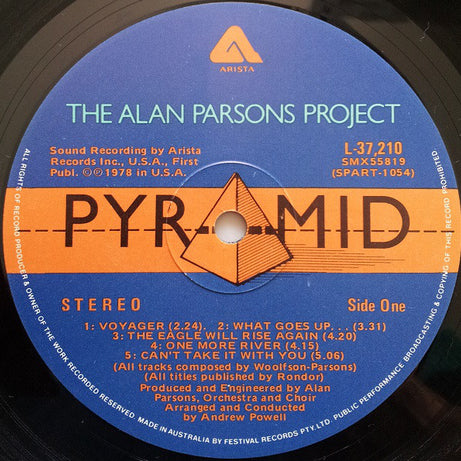 ARISTA
THE ALAN PARSONS PROJECT
Sound Recording by Arista
Records Inc., U.S.A., First
Publ. ©℗1978 in U.S.A.
L-37,210
SMX55819
(SPART-1054)
PYRAMID
STEREO
Side One
1: VOYAGER (2.24). 2: WHAT GOES UP... (3.31)
3: THE EAGLE WILL RISE AGAIN (4.20)
4: ONE MORE RIVER (4.15)
5: CAN'T TAKE IT WITH YOU (5.06)
(All tracks composed by Woolfson-Parsons)
(All titles published by Rondor)
Produced and Engineered by Alan
Parsons, Orchestra and Choir
Arranged and Conducted
by Andrew Powell
ALL RIGHTS OF RECORD PRODUCER & OWNER OF THE WORK RECORDED RESERVED. MADE IN AUSTRALIA BY FESTIVAL RECORDS PTY. LTD. PUBLIC PERFORMANCE BROADCASTING & COPYING OF THIS RECORD PROHIBITED.